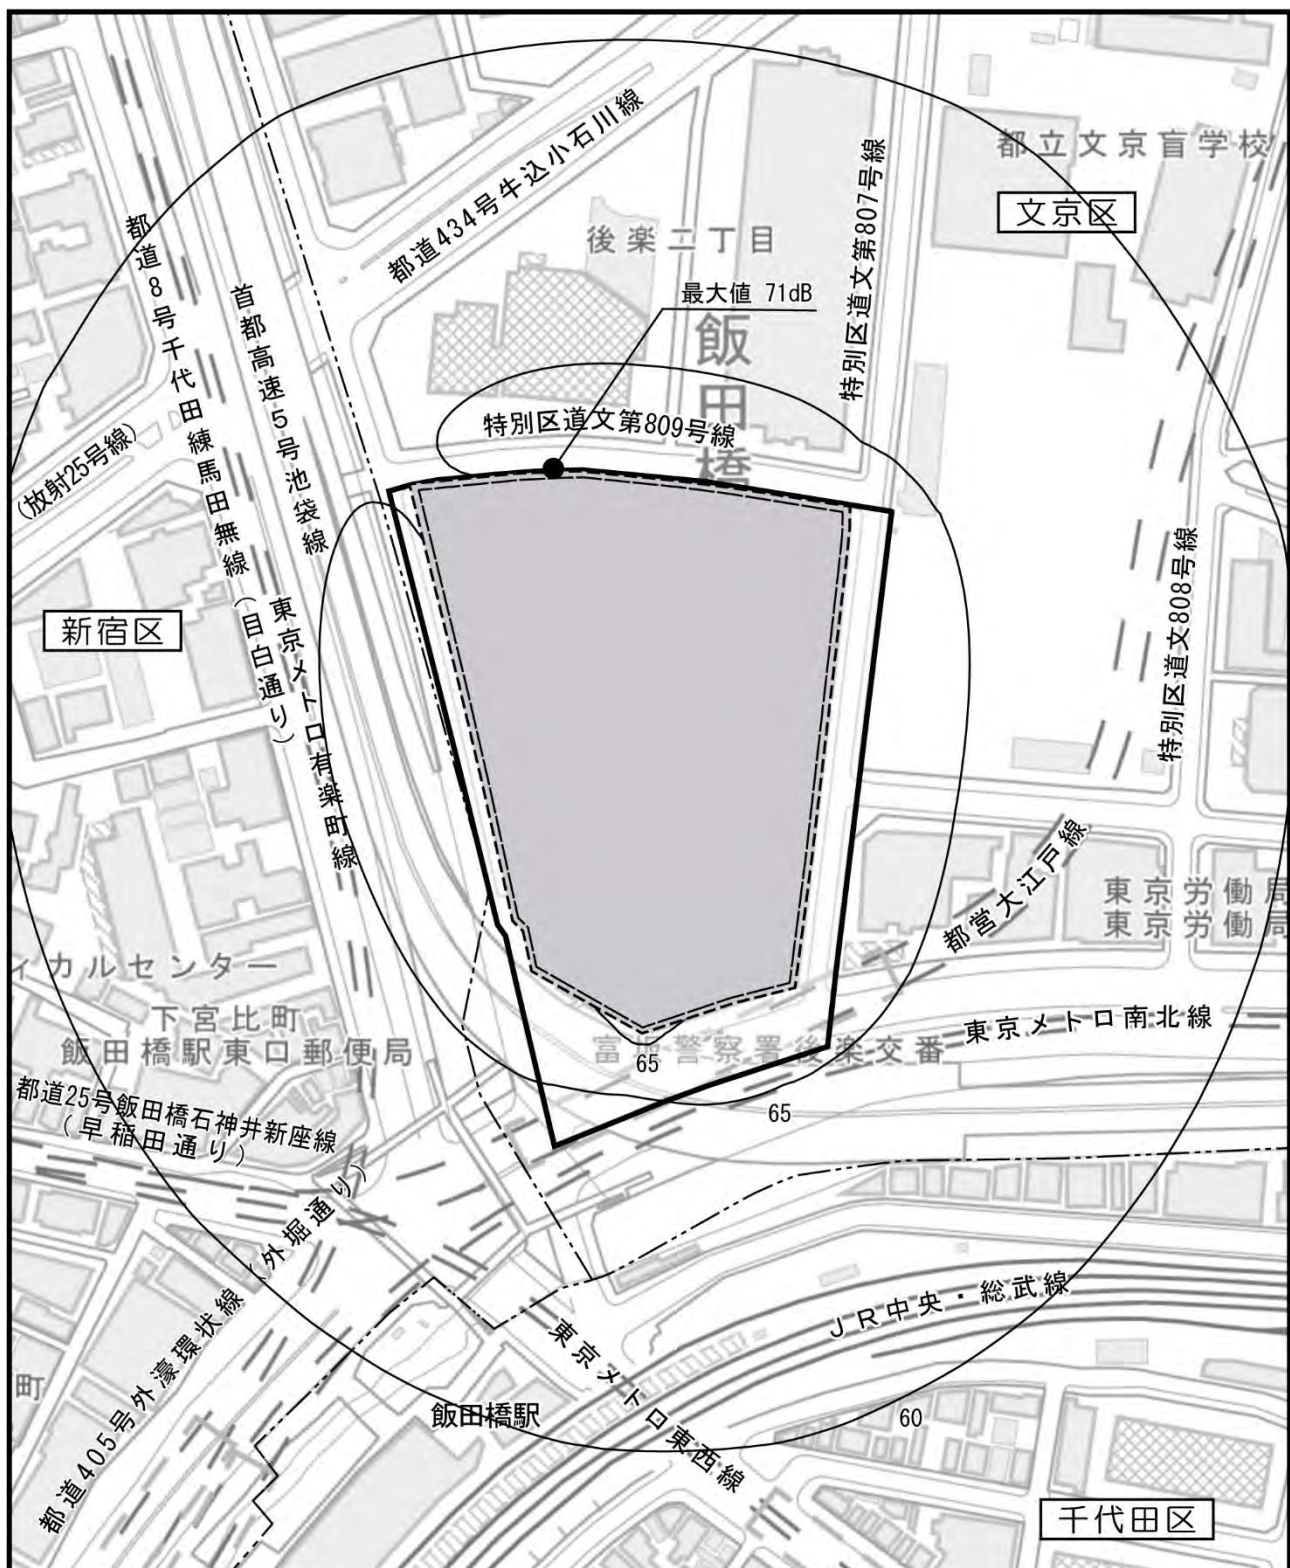 都立文京盲学校
文京区
都道434号牛込小石川線
特別区道文第807号線
後楽二丁目
最大値 71dB
飯田橋
都道8号千代田練馬田無線(目白通り)
首都高速5号池袋線
特別区道文第809号線
(放射25号線)
新宿区
東京メトロ有楽町線
特別区道文808号線
都営大江戸線
東京労働局
東京労働局
ィカルセンター
下宮比町
飯田橋駅東口郵便局
東京メトロ南北線
65
65
都道25号飯田橋石神井新座線
(早稲田通り)
都道405号外濠環状線(外堀通り)
JR中央・総武線
東京メトロ東西線
町
飯田橋駅
60
千代田区